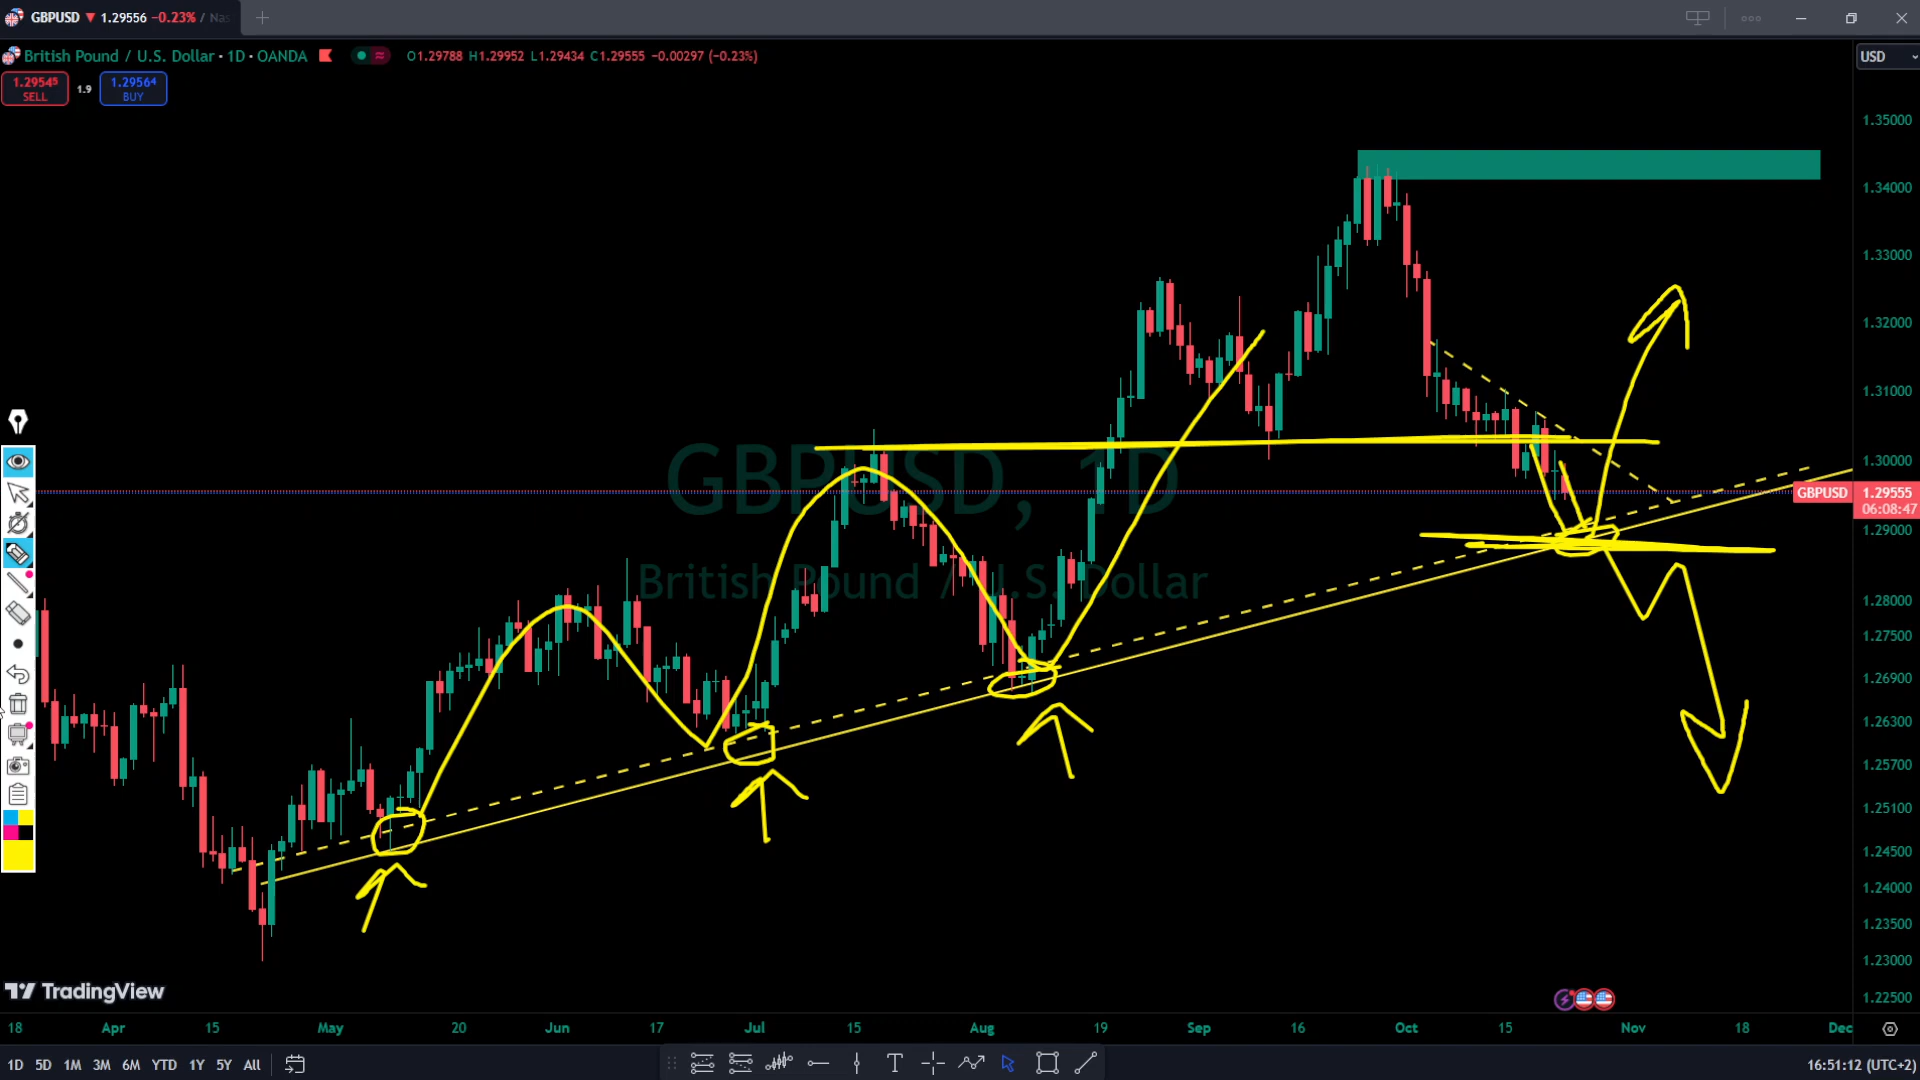 GBPUSD ▼ 1.29556 −0.23% / Nas
British Pound / U.S. Dollar · 1D · OANDA
O1.29788 H1.29952 L1.29434 C1.29555 −0.00297 (−0.23%)
USD
1.29545
SELL
1.9
1.29564
BUY
1.35000
1.34000
1.33000
1.32000
1.31000
1.30000
GBPUSD, 1D
GBPUSD
1.29555
06:08:47
1.29000
British Pound / U.S. Dollar
1.28000
1.27500
1.26900
1.26300
1.25700
1.25100
1.24500
1.24000
1.23500
1.23000
1.22500
TradingView
18 Apr 15 May 20 Jun 17 Jul 15 Aug 19 Sep 16 Oct 15 Nov 18 Dec
1D 5D 1M 3M 6M YTD 1Y 5Y All
16:51:12 (UTC+2)